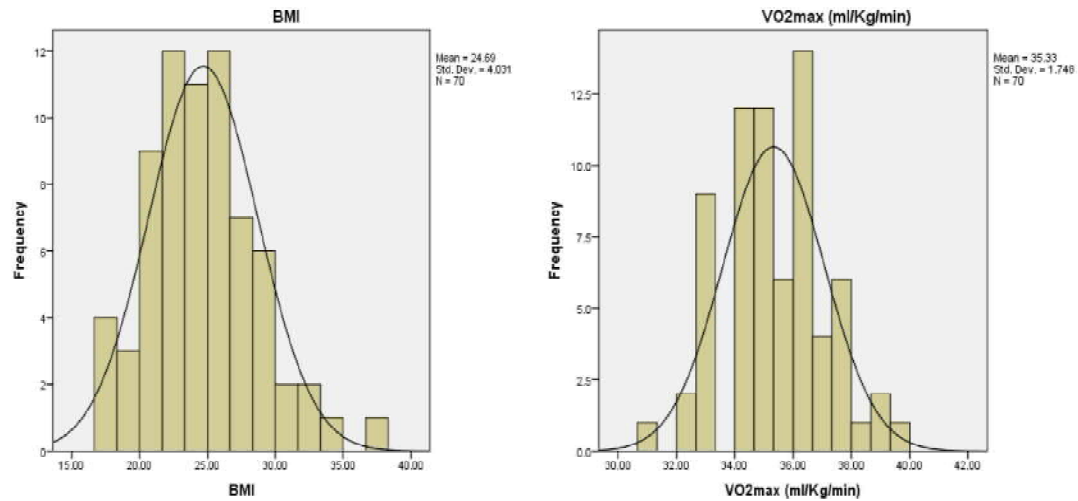 BMI
Mean = 24.69
Std. Dev. = 4.031
N = 70
Frequency
12
10
8
6
4
2
0
15.00 20.00 25.00 30.00 35.00 40.00
BMI
VO2max (ml/Kg/min)
Mean = 35.33
Std. Dev. = 1.748
N = 70
Frequency
12.5
10.0
7.5
5.0
2.5
0.0
30.00 32.00 34.00 36.00 38.00 40.00 42.00
VO2max (ml/Kg/min)